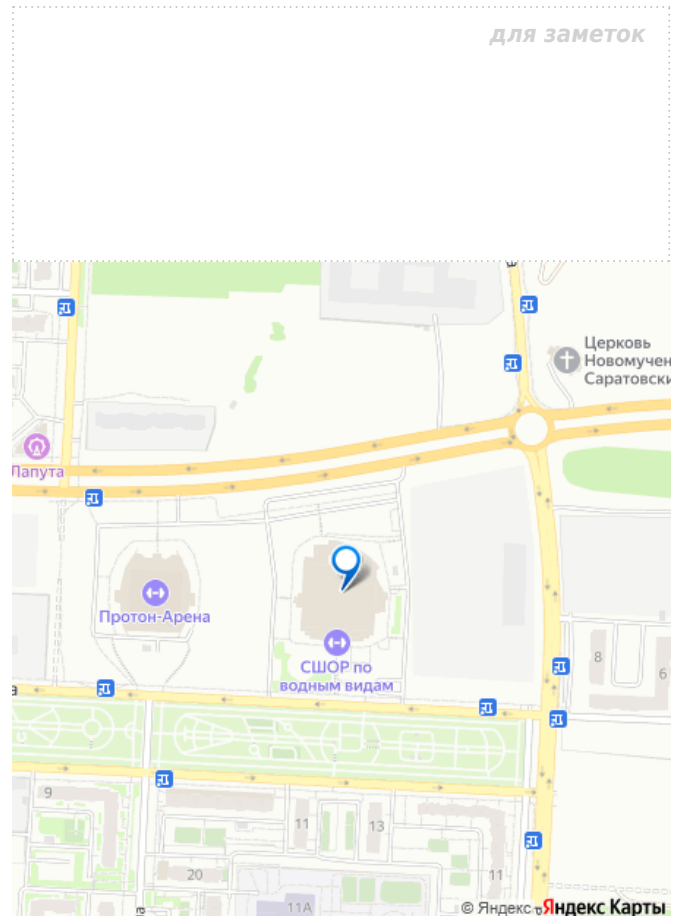 для заметок
Церковь
Новомучен
Саратовски
Лапута
Протон-Арена
СШОР по
водным видам
8
6
9
11
13
20
11
11А
© Яндекс Яндекс Карты